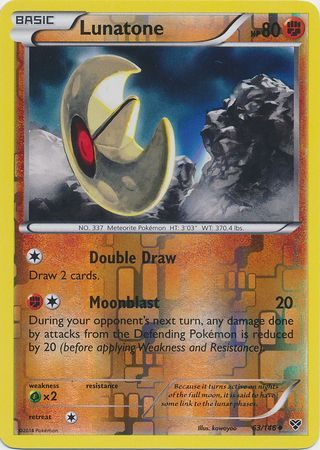 BASIC
Lunatone
HP80
NO. 337 Meteorite Pokémon HT: 3'03" WT: 370.4 lbs.
Double Draw
Draw 2 cards.
Moonblast 20
During your opponent's next turn, any damage done
by attacks from the Defending Pokémon is reduced
by 20 (before applying Weakness and Resistance).
weakness resistance
×2
Because it turns active on nights
of the full moon, it is said to have
some link to the lunar phases.
retreat
©2014 Pokémon
Illus. kawayoo
63/146
XY